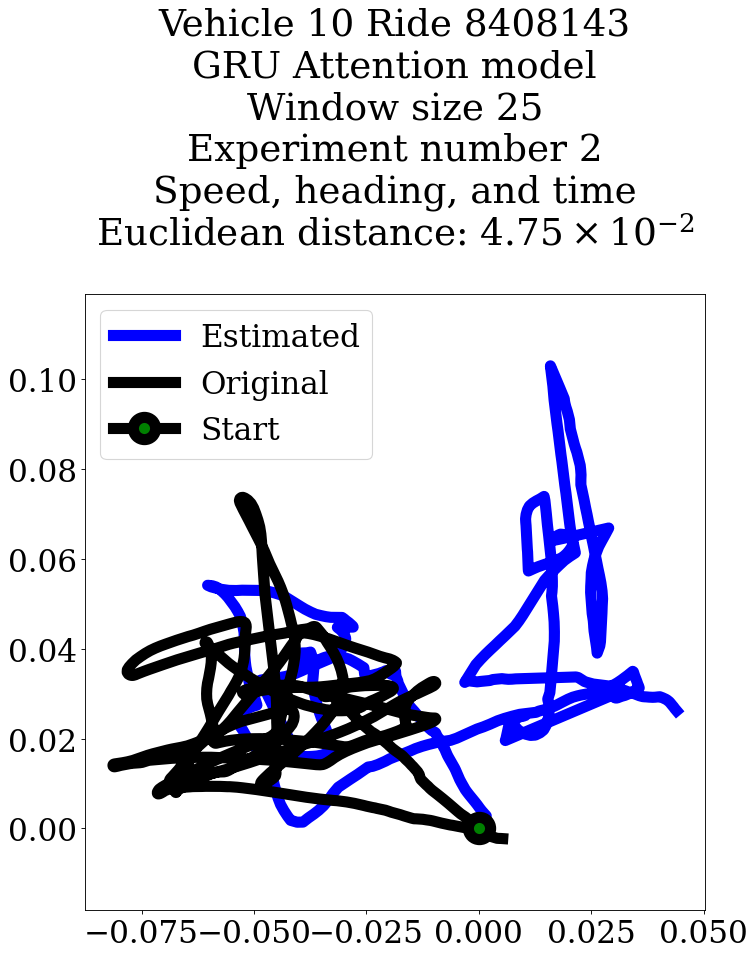 Vehicle 10 Ride 8408143
GRU Attention model
Window size 25
Experiment number 2
Speed, heading, and time
Euclidean distance: 4.75 × 10⁻²
Estimated
Original
Start
0.10
0.08
0.06
0.04
0.02
0.00
−0.075 −0.050 −0.025 0.000 0.025 0.050